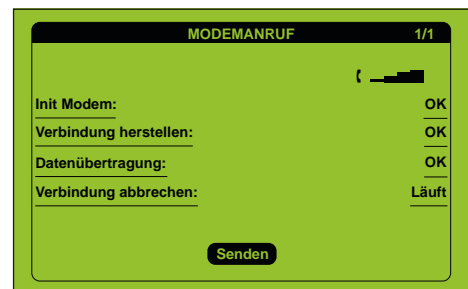 MODEMANRUF 1/1
Init Modem: OK
Verbindung herstellen: OK
Datenübertragung: OK
Verbindung abbrechen: Läuft
Senden